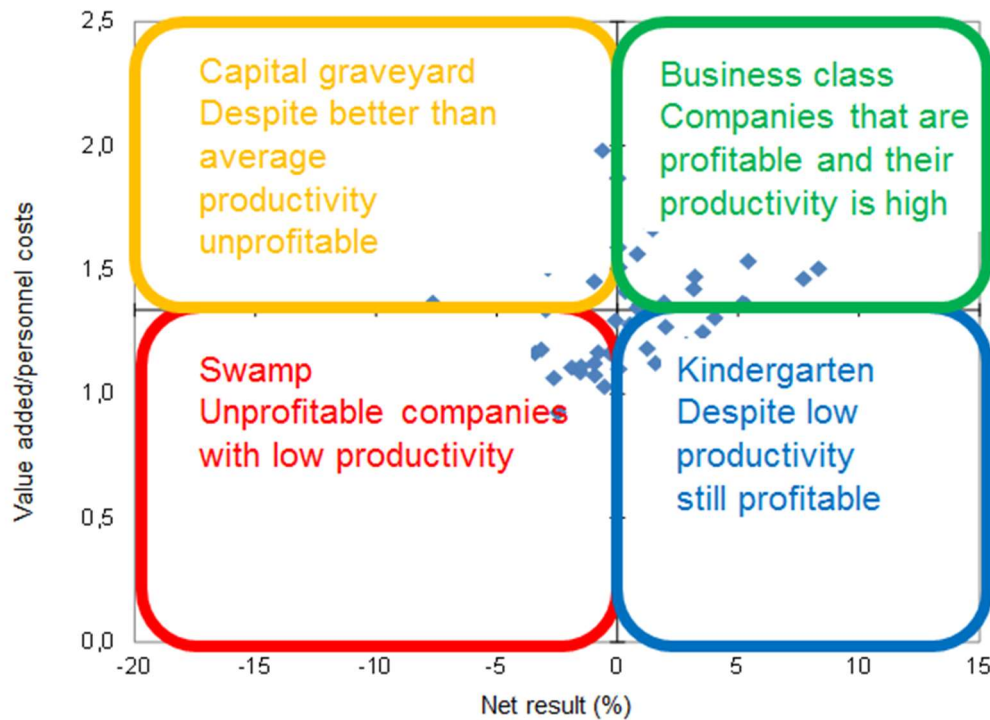 2,5
2,0
1,5
1,0
0,5
0,0
Value added/personnel costs
Capital graveyard
Despite better than
average
productivity
unprofitable
Business class
Companies that are
profitable and their
productivity is high
Swamp
Unprofitable companies
with low productivity
Kindergarten
Despite low
productivity
still profitable
-20
-15
-10
-5
0
5
10
15
Net result (%)